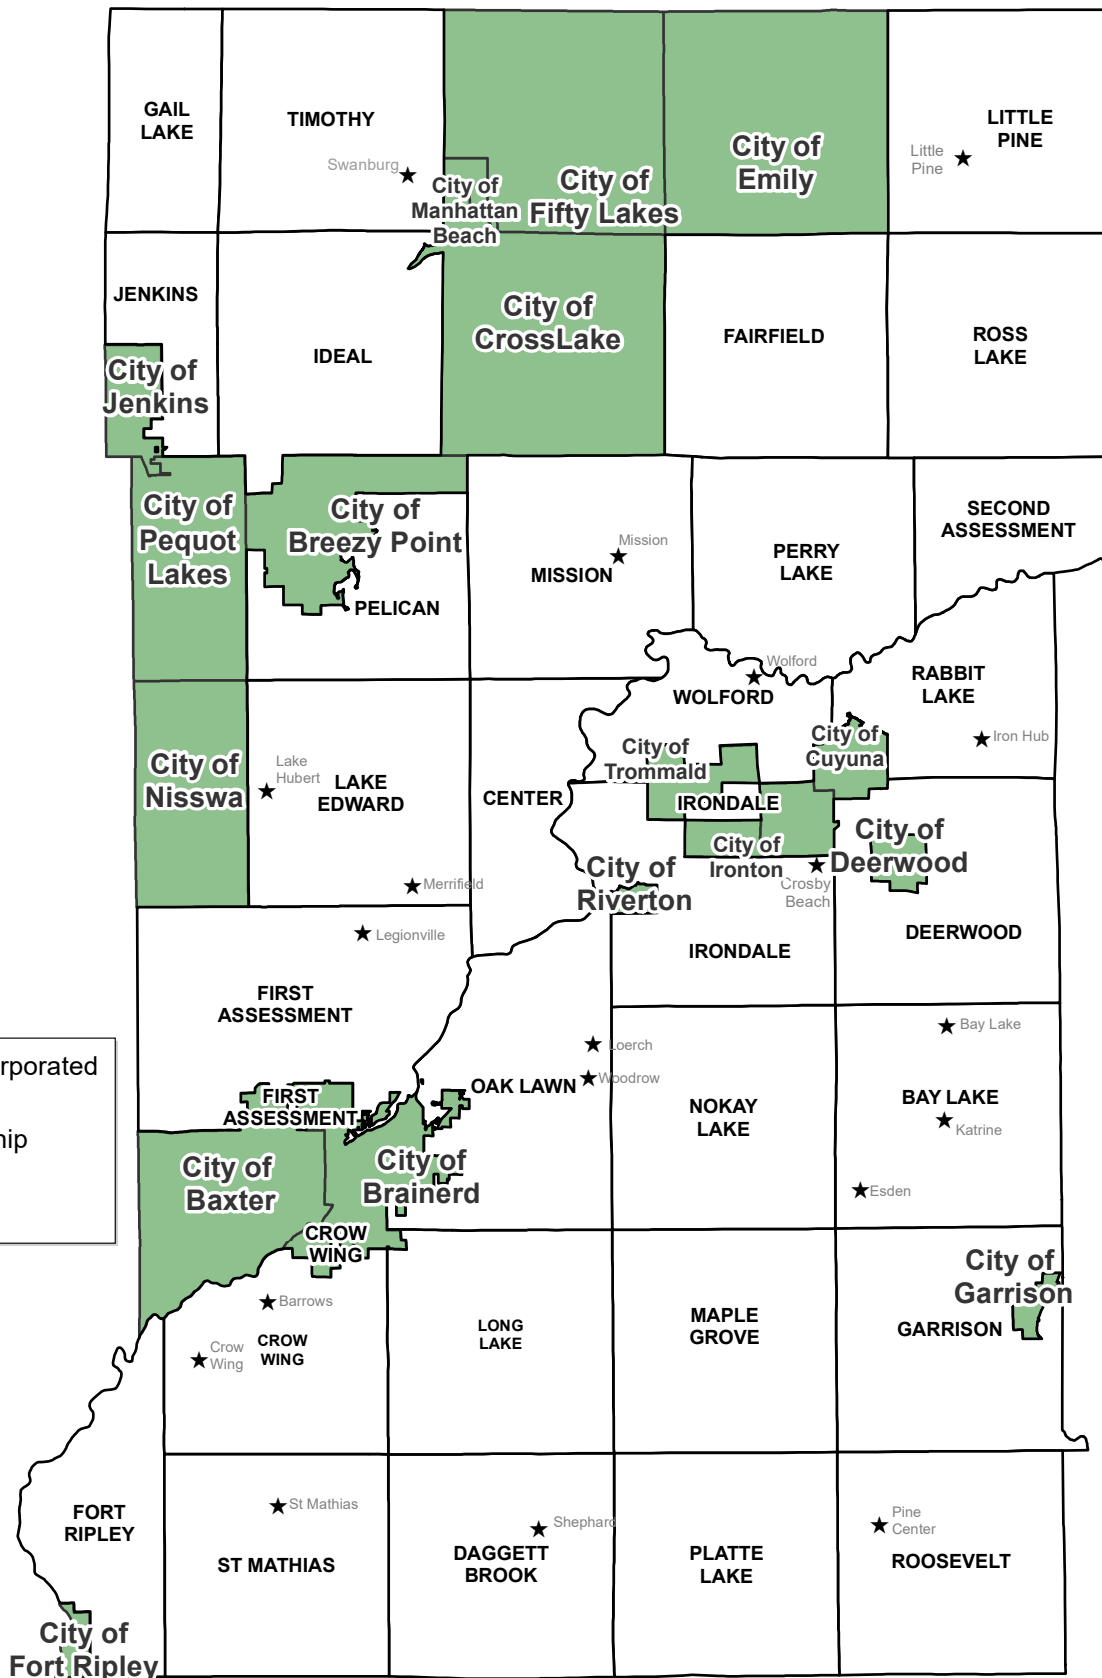 GAIL
LAKE
TIMOTHY
LITTLE
PINE
Little
Pine
Swanburg
City of
Emily
City of
Manhattan
Beach
City of
Fifty Lakes
JENKINS
City of
CrossLake
IDEAL
FAIRFIELD
ROSS
LAKE
City of
Jenkins
City of
Pequot
Lakes
City of
Breezy Point
PELICAN
Mission
MISSION
PERRY
LAKE
SECOND
ASSESSMENT
Wolford
WOLFORD
RABBIT
LAKE
Iron Hub
City of
Nisswa
Lake
Hubert
LAKE
EDWARD
CENTER
City of
Trommald
City of
Cuyuna
IRONDALE
City of
Ironton
City of
Deerwood
City of
Riverton
Crosby
Beach
Merrifield
Legionville
IRONDALE
DEERWOOD
FIRST
ASSESSMENT
rporated
hip
Loerch
Woodrow
OAK LAWN
Bay Lake
BAY LAKE
Katrine
Esden
NOKAY
LAKE
FIRST
ASSESSMENT
City of
Baxter
City of
Brainerd
CROW
WING
City of
Garrison
GARRISON
Barrows
Crow
Wing
CROW
WING
LONG
LAKE
MAPLE
GROVE
FORT
RIPLEY
St Mathias
ST MATHIAS
Shephard
DAGGETT
BROOK
PLATTE
LAKE
Pine
Center
ROOSEVELT
City of
Fort Ripley